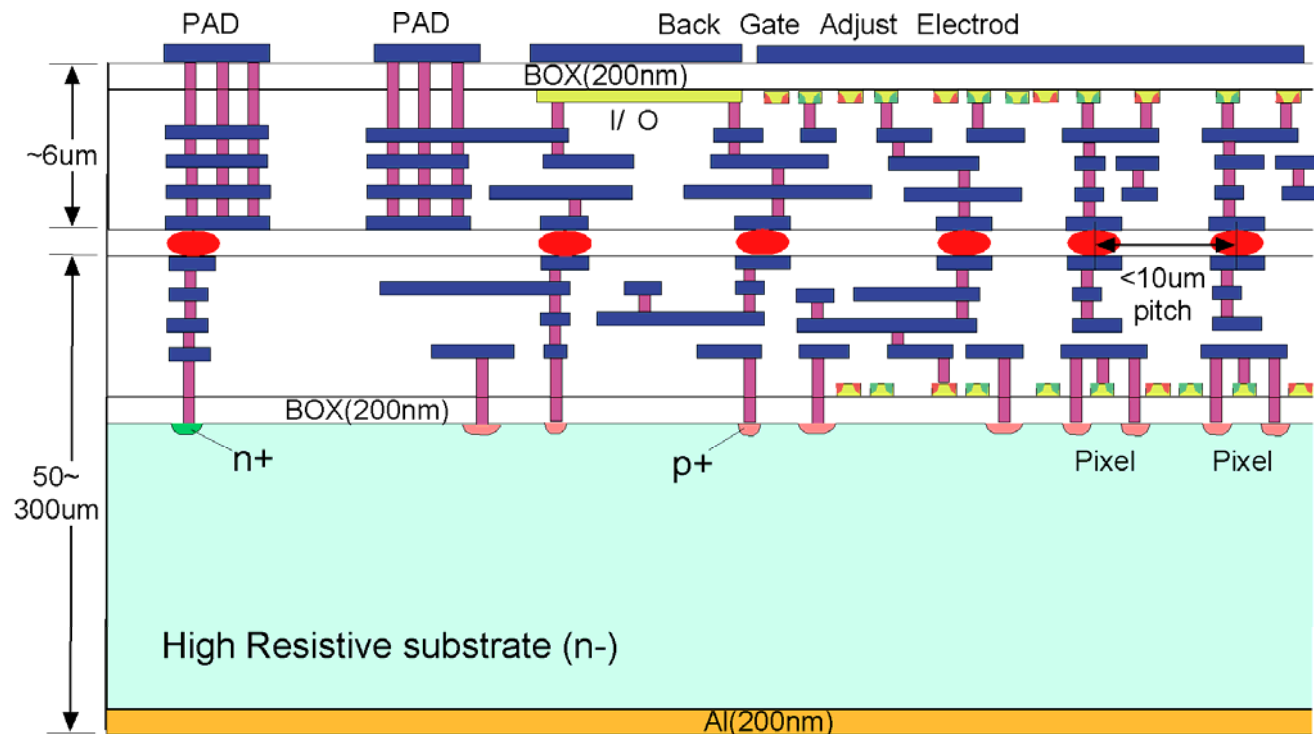 PAD
PAD
Back Gate Adjust Electrod
BOX(200nm)
I/ O
~6um
<10um
pitch
BOX(200nm)
n+
p+
Pixel
Pixel
50~
300um
High Resistive substrate (n-)
Al(200nm)